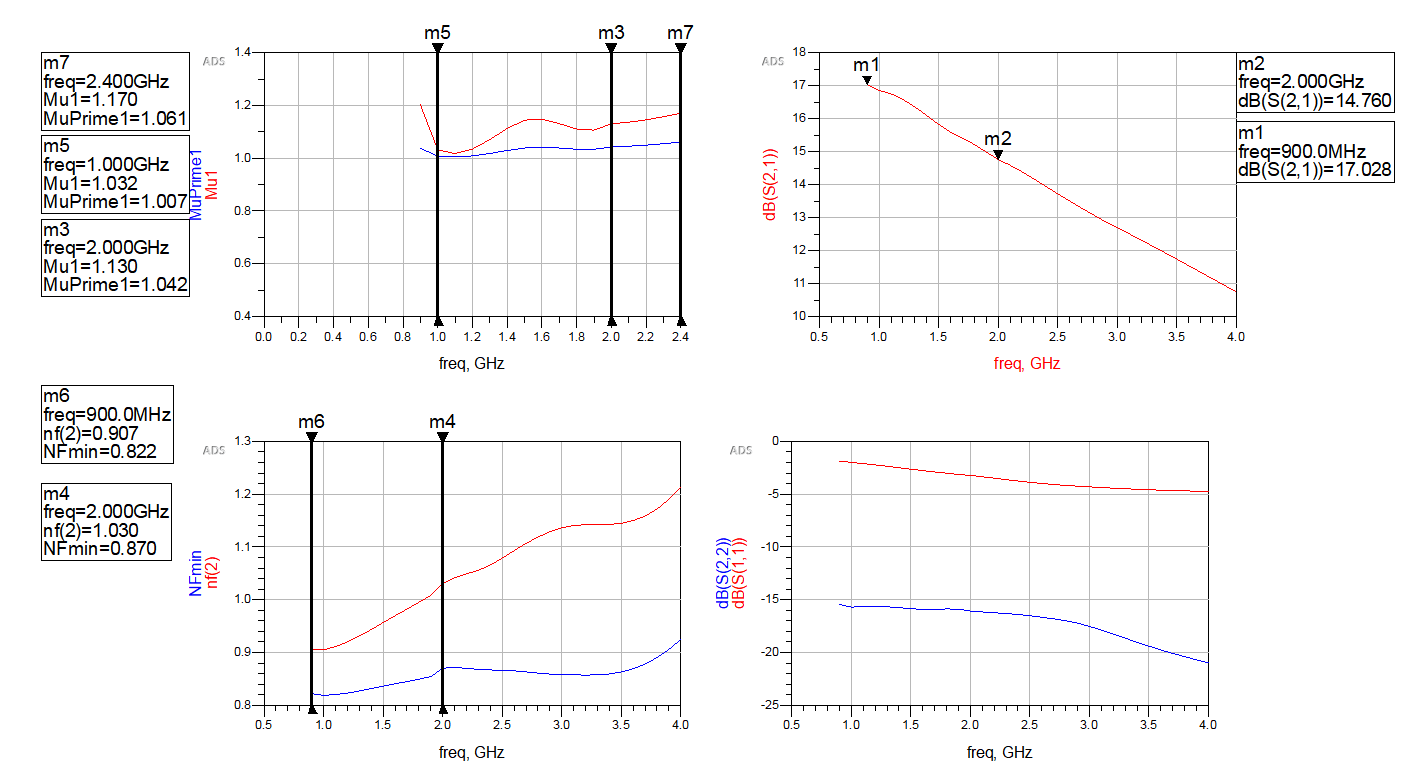 m7
freq=2.400GHz
Mu1=1.170
MuPrime1=1.061
m5
freq=1.000GHz
Mu1=1.032
MuPrime1=1.007
m3
freq=2.000GHz
Mu1=1.130
MuPrime1=1.042
m5 m3 m7
ADS
MuPrime1
Mu1
1.4
1.2
1.0
0.8
0.6
0.4
0.0 0.2 0.4 0.6 0.8 1.0 1.2 1.4 1.6 1.8 2.0 2.2 2.4
freq, GHz
ADS
dB(S(2,1))
m1
m2
18
17
16
15
14
13
12
11
10
0.5 1.0 1.5 2.0 2.5 3.0 3.5 4.0
freq, GHz
m2
freq=2.000GHz
dB(S(2,1))=14.760
m1
freq=900.0MHz
dB(S(2,1))=17.028
m6
freq=900.0MHz
nf(2)=0.907
NFmin=0.822
m4
freq=2.000GHz
nf(2)=1.030
NFmin=0.870
m6 m4
ADS
NFmin
nf(2)
1.3
1.2
1.1
1.0
0.9
0.8
0.5 1.0 1.5 2.0 2.5 3.0 3.5 4.0
freq, GHz
ADS
dB(S(2,2))
dB(S(1,1))
0
-5
-10
-15
-20
-25
0.5 1.0 1.5 2.0 2.5 3.0 3.5 4.0
freq, GHz